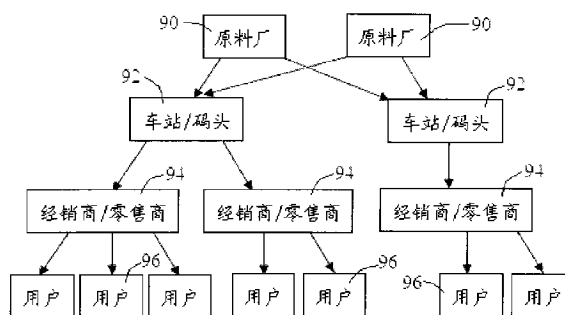 90 原料厂 原料厂 90
92 车站/码头 车站/码头 92
94 经销商/零售商 经销商/零售商 94 经销商/零售商 94
用户 用户 96 用户 用户 用户 96 96 用户 用户